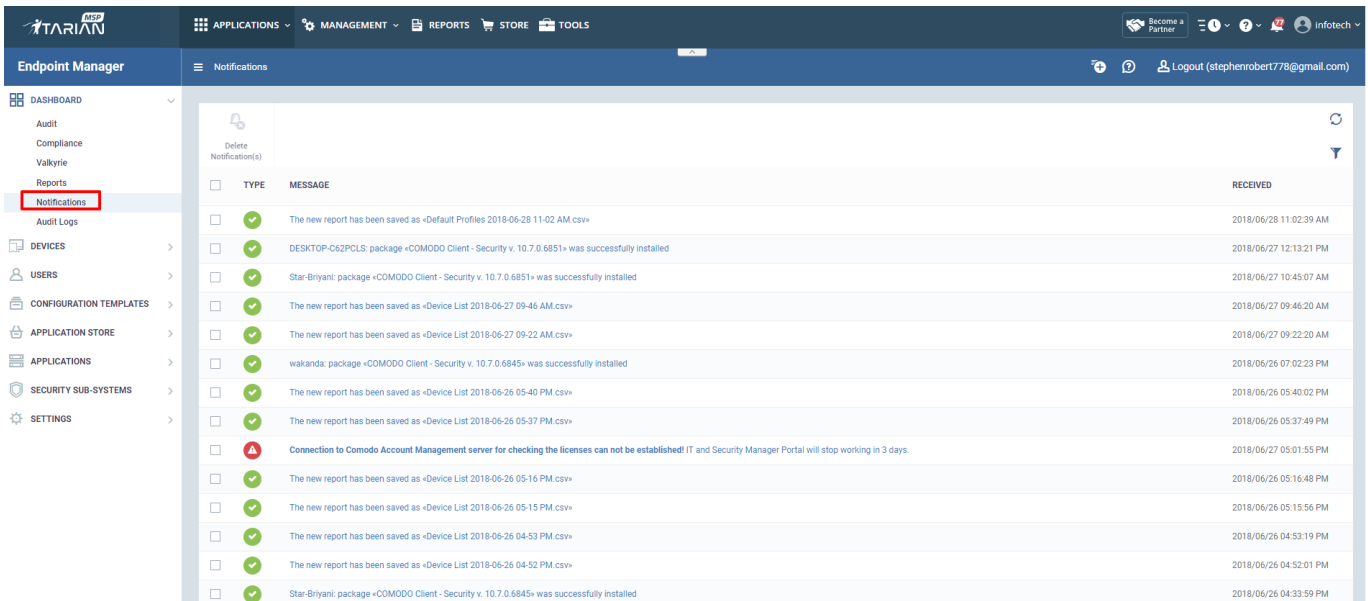 ITARIAN MSP
APPLICATIONS MANAGEMENT REPORTS STORE TOOLS
Become a
Partner
77
infotech
Endpoint Manager
Notifications
Logout (stephenrobert778@gmail.com)
DASHBOARD
Audit
Compliance
Valkyrie
Reports
Notifications
Audit Logs
DEVICES
USERS
CONFIGURATION TEMPLATES
APPLICATION STORE
APPLICATIONS
SECURITY SUB-SYSTEMS
SETTINGS
Delete
Notification(s)
TYPE MESSAGE RECEIVED
The new report has been saved as «Default Profiles 2018-06-28 11-02 AM.csv» 2018/06/28 11:02:39 AM
DESKTOP-C62PCLS: package «COMODO Client - Security v. 10.7.0.6851» was successfully installed 2018/06/27 12:13:21 PM
Star-Briyani: package «COMODO Client - Security v. 10.7.0.6851» was successfully installed 2018/06/27 10:45:07 AM
The new report has been saved as «Device List 2018-06-27 09-46 AM.csv» 2018/06/27 09:46:20 AM
The new report has been saved as «Device List 2018-06-27 09-22 AM.csv» 2018/06/27 09:22:20 AM
wakanda: package «COMODO Client - Security v. 10.7.0.6845» was successfully installed 2018/06/26 07:02:23 PM
The new report has been saved as «Device List 2018-06-26 05-40 PM.csv» 2018/06/26 05:40:02 PM
The new report has been saved as «Device List 2018-06-26 05-37 PM.csv» 2018/06/26 05:37:49 PM
Connection to Comodo Account Management server for checking the licenses can not be established! IT and Security Manager Portal will stop working in 3 days. 2018/06/27 05:01:55 PM
The new report has been saved as «Device List 2018-06-26 05-16 PM.csv» 2018/06/26 05:16:48 PM
The new report has been saved as «Device List 2018-06-26 05-15 PM.csv» 2018/06/26 05:15:56 PM
The new report has been saved as «Device List 2018-06-26 04-53 PM.csv» 2018/06/26 04:53:19 PM
The new report has been saved as «Device List 2018-06-26 04-52 PM.csv» 2018/06/26 04:52:01 PM
Star-Briyani: package «COMODO Client - Security v. 10.7.0.6845» was successfully installed 2018/06/26 04:33:59 PM